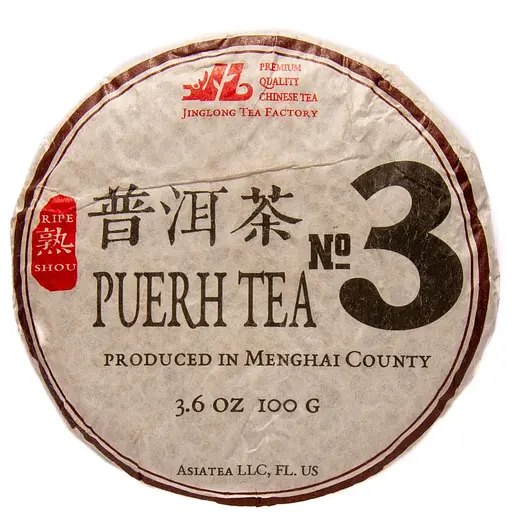 PREMIUM
QUALITY
CHINESE TEA
JINGLONG TEA FACTORY
RIPE
熟
SHOU
普洱茶
PUERH TEA
Nº 3
PRODUCED IN MENGHAI COUNTY
3.6 OZ 100 G
ASIATEA LLC, FL. US